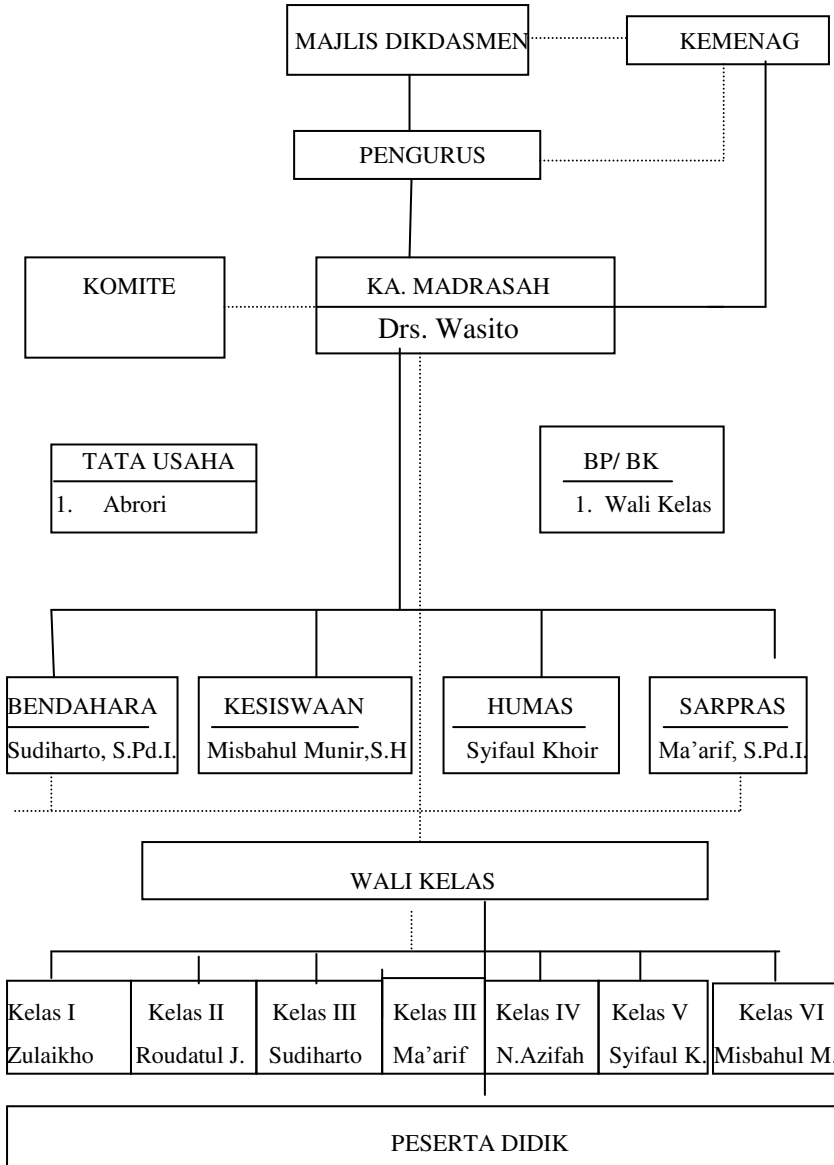 MAJLIS DIKDASMEN
KEMENAG
PENGURUS
KOMITE
KA. MADRASAH
Drs. Wasito
TATA USAHA
1. Abrori
BP/ BK
1. Wali Kelas
BENDAHARA
Sudiharto, S.Pd.I.
KESISWAAN
Misbahul Munir,S.H
HUMAS
Syifaul Khoir
SARPRAS
Ma'arif, S.Pd.I.
WALI KELAS
Kelas I
Zulaikho
Kelas II
Roudatul J.
Kelas III
Sudiharto
Kelas III
Ma'arif
Kelas IV
N.Azifah
Kelas V
Syifaul K.
Kelas VI
Misbahul M.
PESERTA DIDIK